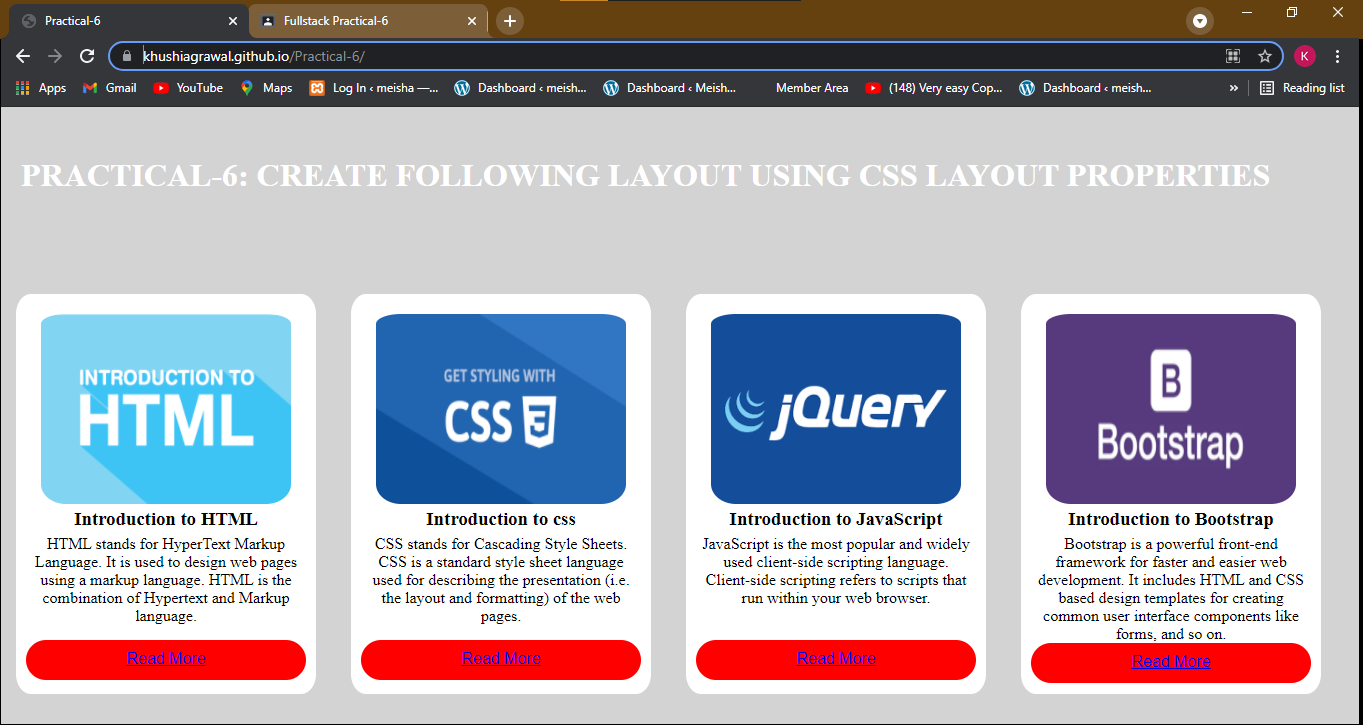 Practical-6
Fullstack Practical-6
khushiagrawal.github.io/Practical-6/
K
Apps
Gmail
YouTube
Maps
Log In ‹ meisha —...
Dashboard ‹ meish...
Dashboard ‹ Meish...
Member Area
(148) Very easy Cop...
Dashboard ‹ meish...
»
Reading list
PRACTICAL-6: CREATE FOLLOWING LAYOUT USING CSS LAYOUT PROPERTIES
INTRODUCTION TO
HTML
Introduction to HTML
HTML stands for HyperText Markup
Language. It is used to design web pages
using a markup language. HTML is the
combination of Hypertext and Markup
language.
Read More
GET STYLING WITH
CSS 3
Introduction to css
CSS stands for Cascading Style Sheets.
CSS is a standard style sheet language
used for describing the presentation (i.e.
the layout and formatting) of the web
pages.
Read More
jQuery
Introduction to JavaScript
JavaScript is the most popular and widely
used client-side scripting language.
Client-side scripting refers to scripts that
run within your web browser.
Read More
B
Bootstrap
Introduction to Bootstrap
Bootstrap is a powerful front-end
framework for faster and easier web
development. It includes HTML and CSS
based design templates for creating
common user interface components like
forms, and so on.
Read More